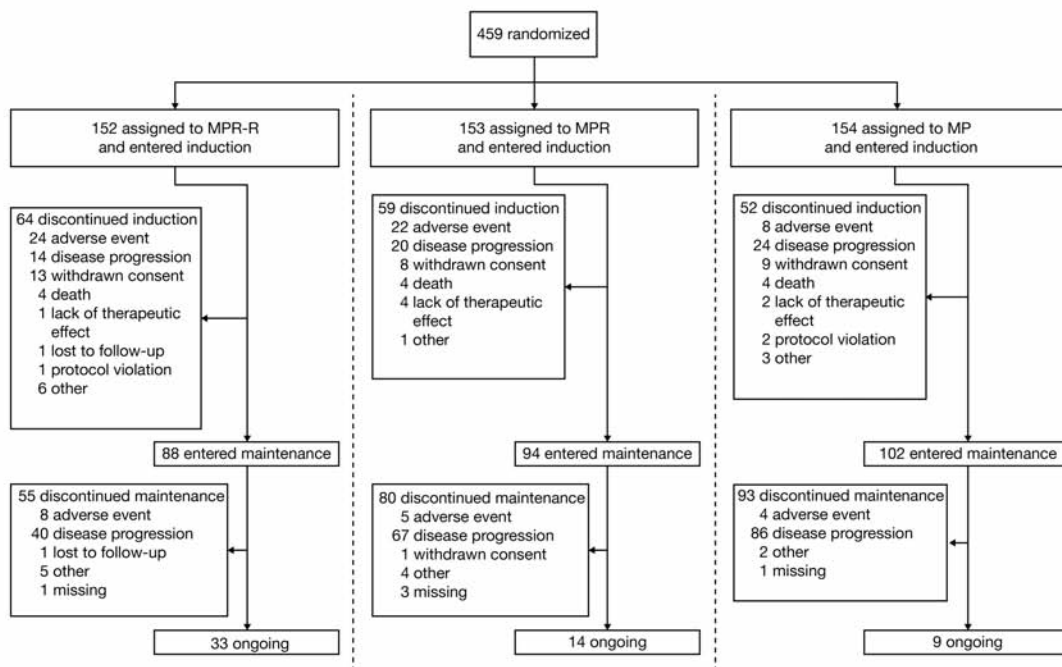 459 randomized
152 assigned to MPR-R
and entered induction
64 discontinued induction
24 adverse event
14 disease progression
13 withdrawn consent
4 death
1 lack of therapeutic
effect
1 lost to follow-up
1 protocol violation
6 other
88 entered maintenance
55 discontinued maintenance
8 adverse event
40 disease progression
1 lost to follow-up
5 other
1 missing
33 ongoing
153 assigned to MPR
and entered induction
59 discontinued induction
22 adverse event
20 disease progression
8 withdrawn consent
4 death
4 lack of therapeutic
effect
1 other
94 entered maintenance
80 discontinued maintenance
5 adverse event
67 disease progression
1 withdrawn consent
4 other
3 missing
14 ongoing
154 assigned to MP
and entered induction
52 discontinued induction
8 adverse event
24 disease progression
9 withdrawn consent
4 death
2 lack of therapeutic
effect
2 protocol violation
3 other
102 entered maintenance
93 discontinued maintenance
4 adverse event
86 disease progression
2 other
1 missing
9 ongoing